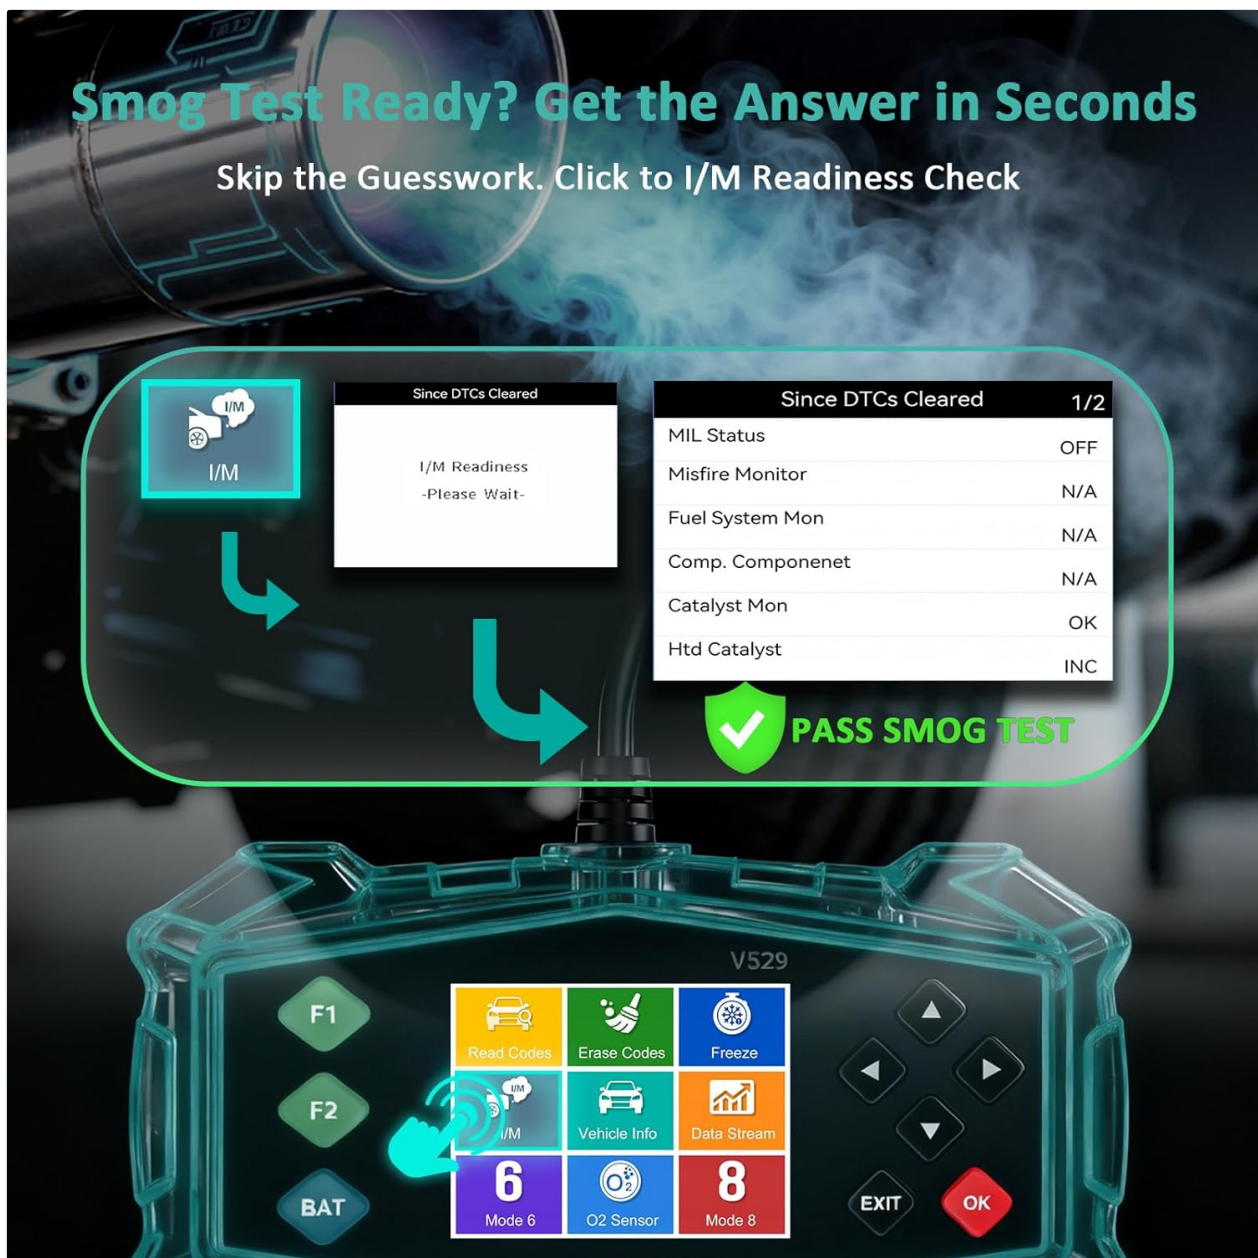 Smog Test Ready? Get the Answer in Seconds
Skip the Guesswork. Click to I/M Readiness Check
I/M
I/M
Since DTCs Cleared
I/M Readiness
-Please Wait-
Since DTCs Cleared 1/2
MIL Status OFF
Misfire Monitor N/A
Fuel System Mon N/A
Comp. Componenet N/A
Catalyst Mon OK
Htd Catalyst INC
PASS SMOG TEST
V529
F1
F2
BAT
Read Codes
Erase Codes
Freeze
I/M
I/M
Vehicle Info
Data Stream
6
Mode 6
O2
O2 Sensor
8
Mode 8
EXIT
OK